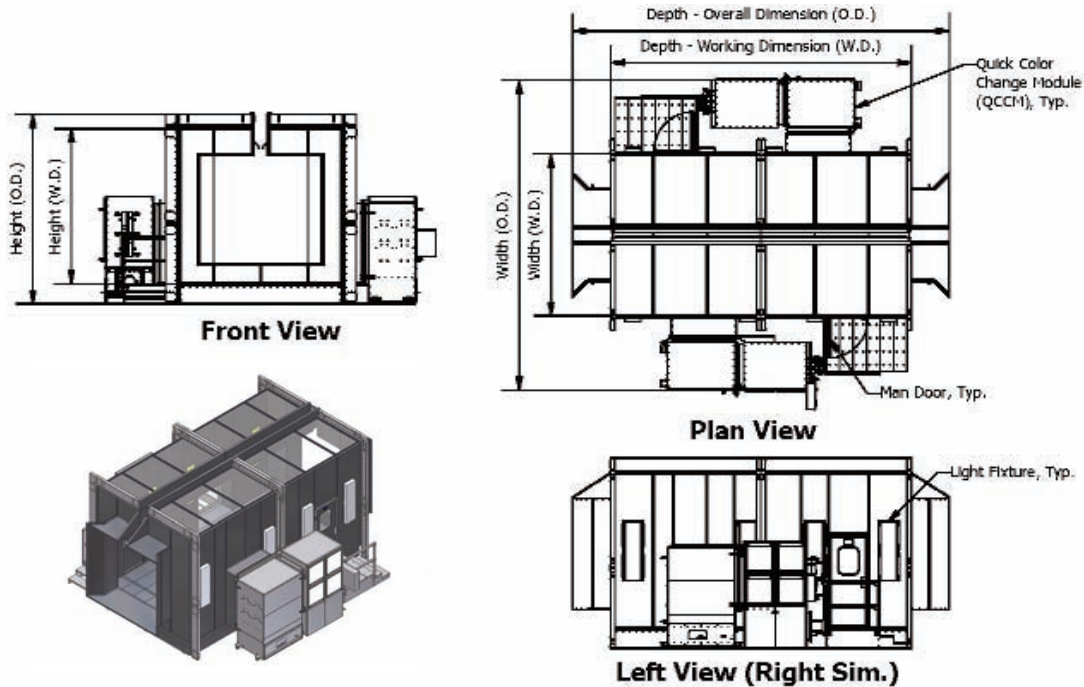 Height (O.D.)
Height (W.D.)
Front View
Depth - Overall Dimension (O.D.)
Depth - Working Dimension (W.D.)
Quick Color
Change Module
(QCCM), Typ.
Width (O.D.)
Width (W.D.)
Man Door, Typ.
Plan View
Light Fixture, Typ.
Left View (Right Sim.)